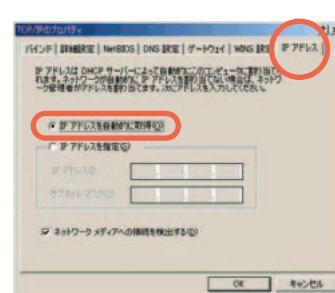 TCP/IPのプロパティ
バインド 詳細設定 NetBIOS DNS 設定 ゲートウェイ WINS 設定 IP アドレス
IP アドレスは DHCP サーバーによって自動的にこのコンピュータに割り当てら
れます。ネットワークが自動的に IP アドレスを割り当てない場合は、ネットワ
ーク管理者がアドレスを割り当てます。次にアドレスを入力してください。
IP アドレスを自動的に取得(O)
IP アドレスを指定(S)
IP アドレス(I):
サブネット マスク(U):
ネットワーク メディアへの接続を検出する(D)
OK キャンセル